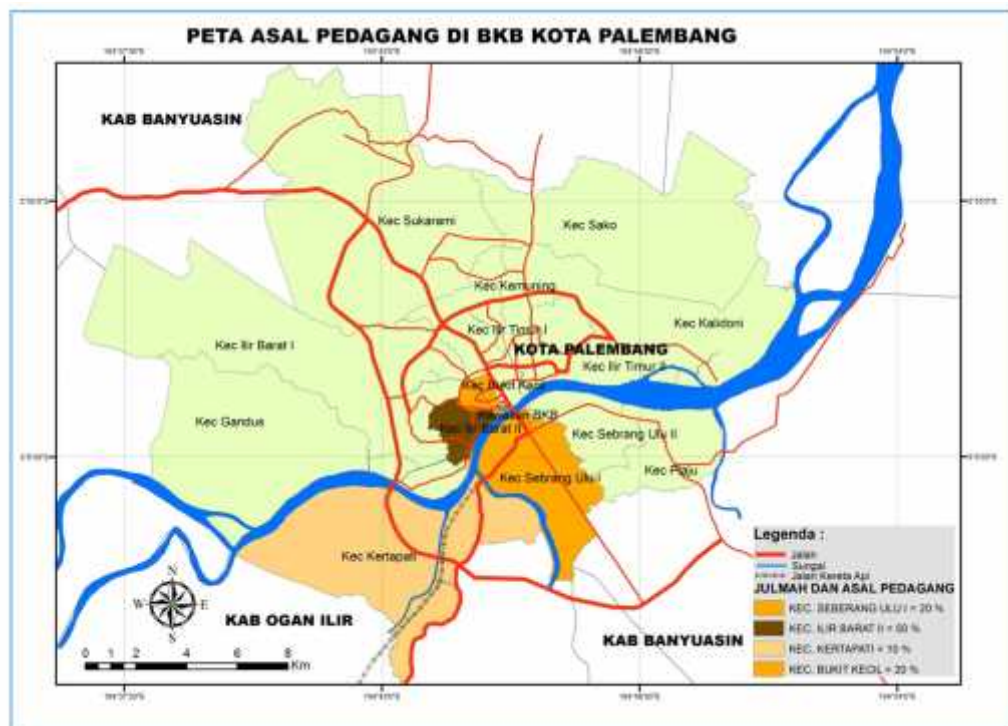 PETA ASAL PEDAGANG DI BKB KOTA PALEMBANG
KAB BANYUASIN
Kec Sukarami
Kec Sako
Kec Kemuning
Kec Ilir Timur I
Kec Kalidoni
Kec Ilir Barat I
KOTA PALEMBANG
Kec Ilir Timur II
Kec Bukit Kecil
Kawasan BKB
Kec Gandus
Kec Ilir Barat II
Kec Sebrang Ulu II
Kec Plaju
Kec Sebrang Ulu I
Kec Kertapati
KAB OGAN ILIR
KAB BANYUASIN
N
W
E
S
0 1 2 4 6 8
Km
Legenda :
Jalan
Sungai
Jalan Kereta Api
JULMAH DAN ASAL PEDAGANG
KEC. SEBERANG ULU I = 20 %
KEC. ILIR BARAT II = 50 %
KEC. KERTAPATI = 10 %
KEC. BUKIT KECIL = 20 %